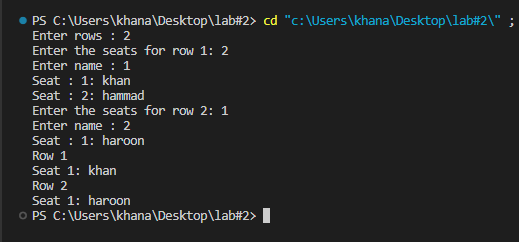 PS C:\Users\khana\Desktop\lab#2> cd "c:\Users\khana\Desktop\lab#2\" ;
Enter rows : 2
Enter the seats for row 1: 2
Enter name : 1
Seat : 1: khan
Seat : 2: hammad
Enter the seats for row 2: 1
Enter name : 2
Seat : 1: haroon
Row 1
Seat 1: khan
Row 2
Seat 1: haroon
PS C:\Users\khana\Desktop\lab#2>